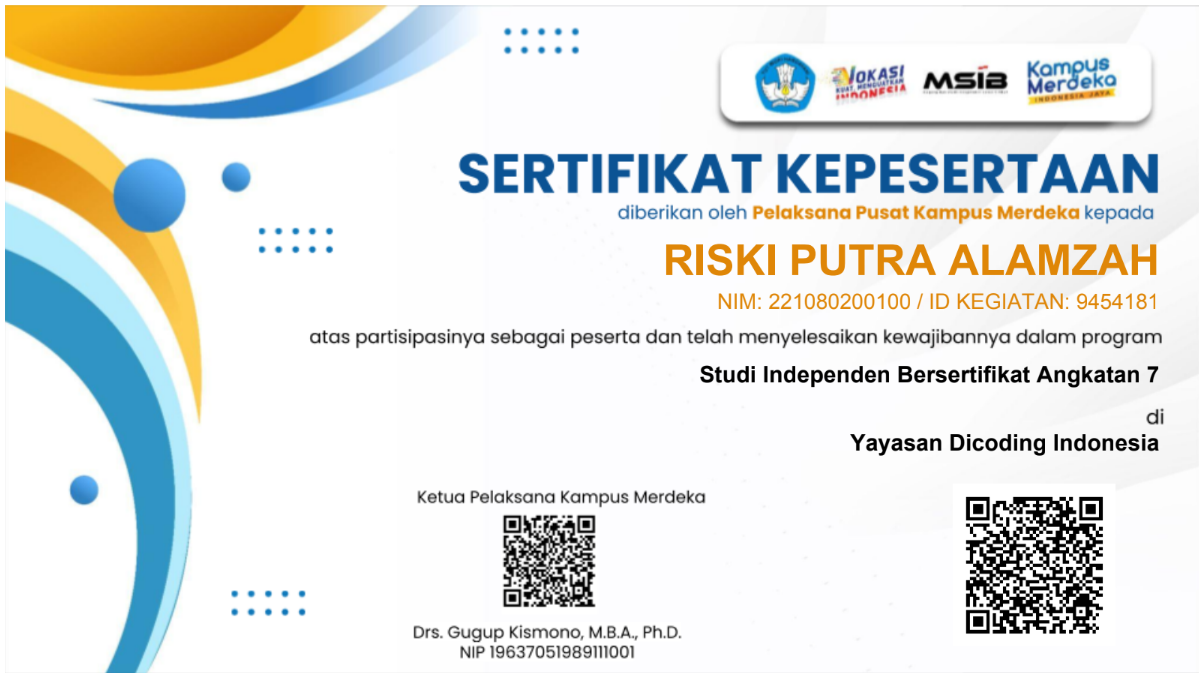 VOKASI
KUAT, MENGUATKAN
INDONESIA
MSIB
Kampus
Merdeka
INDONESIA JAYA
SERTIFIKAT KEPESERTAAN
diberikan oleh Pelaksana Pusat Kampus Merdeka kepada
RISKI PUTRA ALAMZAH
NIM: 221080200100 / ID KEGIATAN: 9454181
atas partisipasinya sebagai peserta dan telah menyelesaikan kewajibannya dalam program
Studi Independen Bersertifikat Angkatan 7
di
Yayasan Dicoding Indonesia
Ketua Pelaksana Kampus Merdeka
Drs. Gugup Kismono, M.B.A., Ph.D.
NIP 19637051989111001